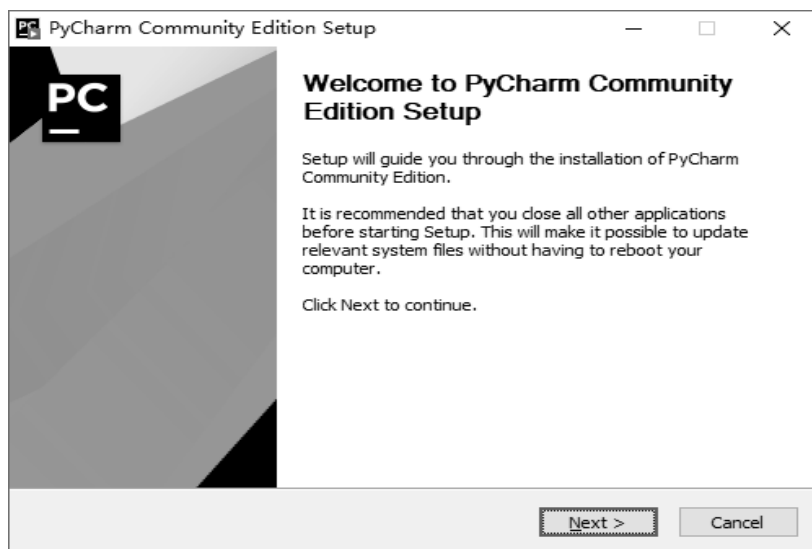 PyCharm Community Edition Setup
PC
Welcome to PyCharm Community
Edition Setup
Setup will guide you through the installation of PyCharm
Community Edition.
It is recommended that you close all other applications
before starting Setup. This will make it possible to update
relevant system files without having to reboot your
computer.
Click Next to continue.
Next >
Cancel